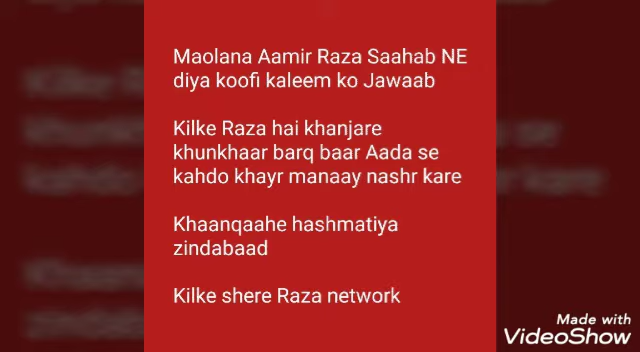 Maolana Aamir Raza Saahab NE
diya koofi kaleem ko Jawaab
Kilke Raza hai khanjare
khunkhaar barq baar Aada se
kahdo khayr manaay nashr kare
Khaanqaahe hashmatiya
zindabaad
Kilke shere Raza network
Made with
VideoShow